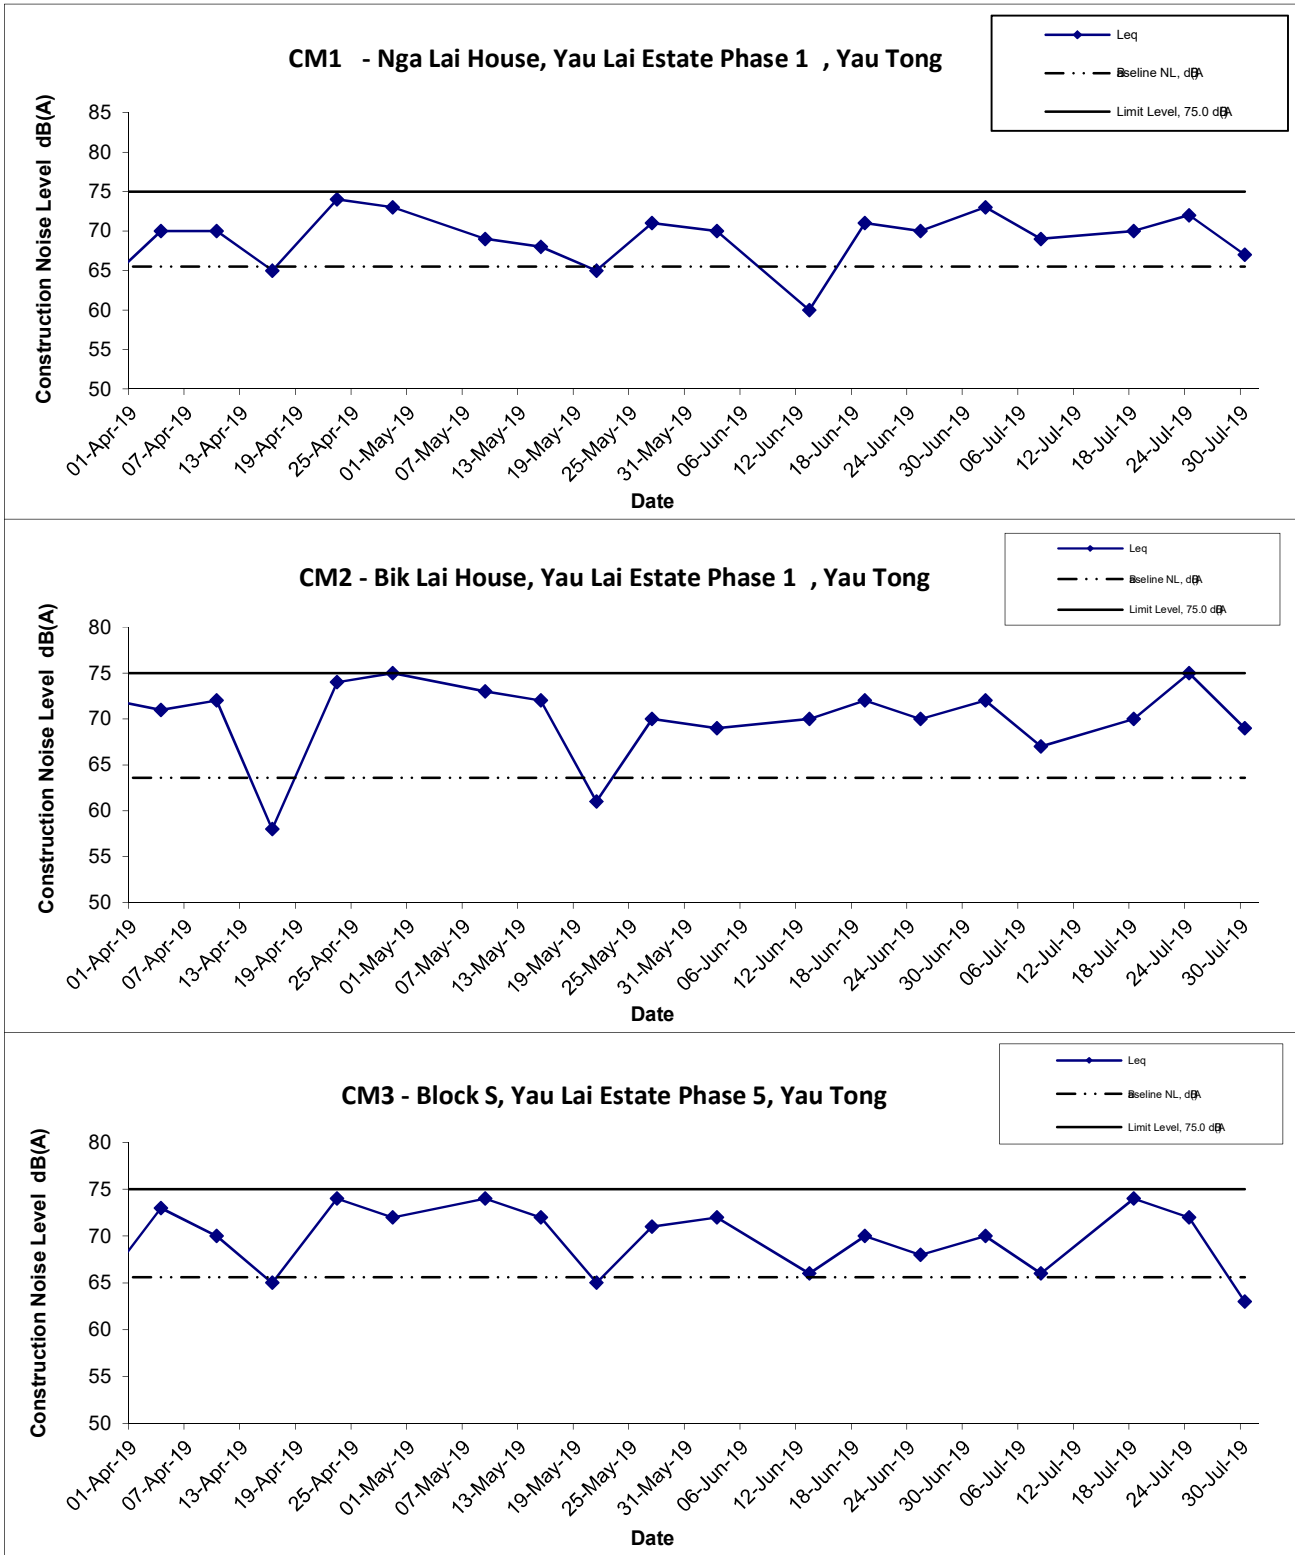 CM1 - Nga Lai House, Yau Lai Estate Phase 1 , Yau Tong
Leq
Baseline NL, dB(A)
Limit Level, 75.0 dB(A)
Construction Noise Level dB(A)
85
80
75
70
65
60
55
50
01-Apr-19
07-Apr-19
13-Apr-19
19-Apr-19
25-Apr-19
01-May-19
07-May-19
13-May-19
19-May-19
25-May-19
31-May-19
06-Jun-19
12-Jun-19
18-Jun-19
24-Jun-19
30-Jun-19
06-Jul-19
12-Jul-19
18-Jul-19
24-Jul-19
30-Jul-19
Date
CM2 - Bik Lai House, Yau Lai Estate Phase 1 , Yau Tong
Leq
Baseline NL, dB(A)
Limit Level, 75.0 dB(A)
Construction Noise Level dB(A)
80
75
70
65
60
55
50
01-Apr-19
07-Apr-19
13-Apr-19
19-Apr-19
25-Apr-19
01-May-19
07-May-19
13-May-19
19-May-19
25-May-19
31-May-19
06-Jun-19
12-Jun-19
18-Jun-19
24-Jun-19
30-Jun-19
06-Jul-19
12-Jul-19
18-Jul-19
24-Jul-19
30-Jul-19
Date
CM3 - Block S, Yau Lai Estate Phase 5, Yau Tong
Leq
Baseline NL, dB(A)
Limit Level, 75.0 dB(A)
Construction Noise Level dB(A)
80
75
70
65
60
55
50
01-Apr-19
07-Apr-19
13-Apr-19
19-Apr-19
25-Apr-19
01-May-19
07-May-19
13-May-19
19-May-19
25-May-19
31-May-19
06-Jun-19
12-Jun-19
18-Jun-19
24-Jun-19
30-Jun-19
06-Jul-19
12-Jul-19
18-Jul-19
24-Jul-19
30-Jul-19
Date